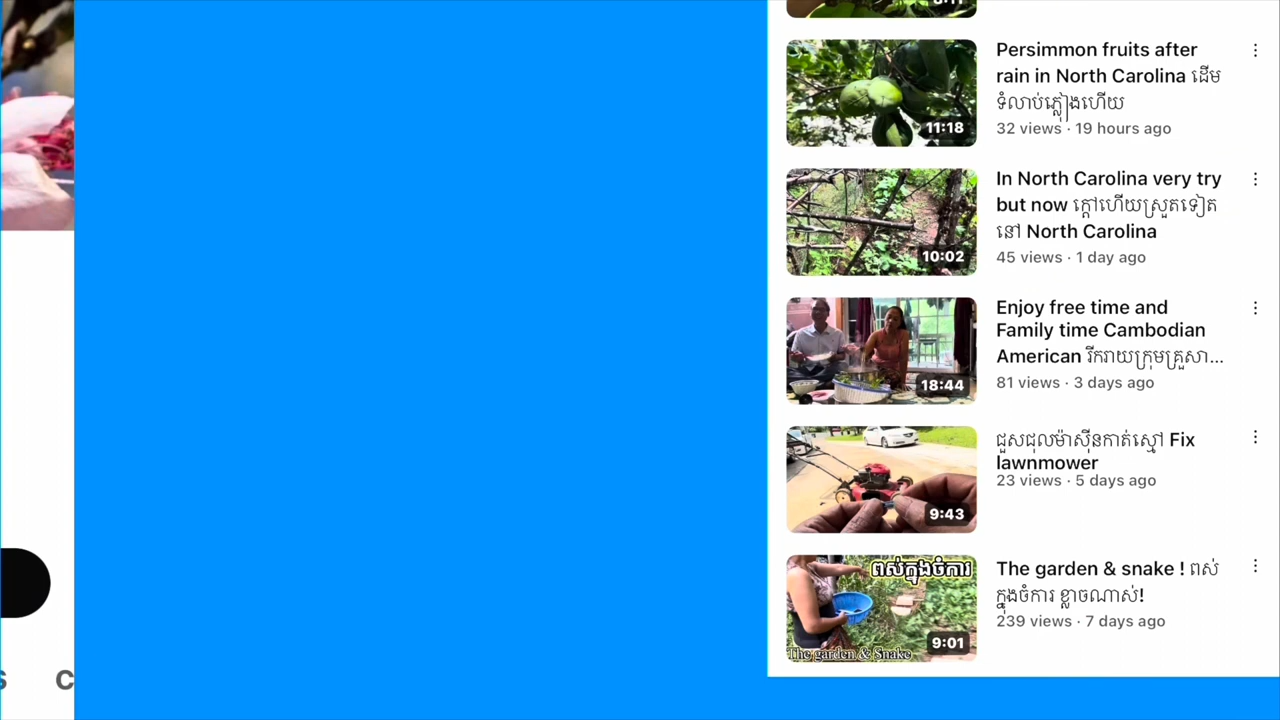 11:18
Persimmon fruits after
rain in North Carolina ដើម
ទំលាប់ភ្លៀងហើយ
32 views · 19 hours ago
10:02
In North Carolina very try
but now ក្តៅហើយស្រួតទៀត
នៅ North Carolina
45 views · 1 day ago
18:44
Enjoy free time and
Family time Cambodian
American រីករាយក្រុមគ្រួសា...
81 views · 3 days ago
9:43
ជួសជុលម៉ាស៊ីនកាត់ស្មៅ Fix
lawnmower
23 views · 5 days ago
ពស់ក្នុងចំការ
The garden & Snake
9:01
The garden & snake ! ពស់
ក្នុងចំការ ខ្លាចណាស់!
239 views · 7 days ago